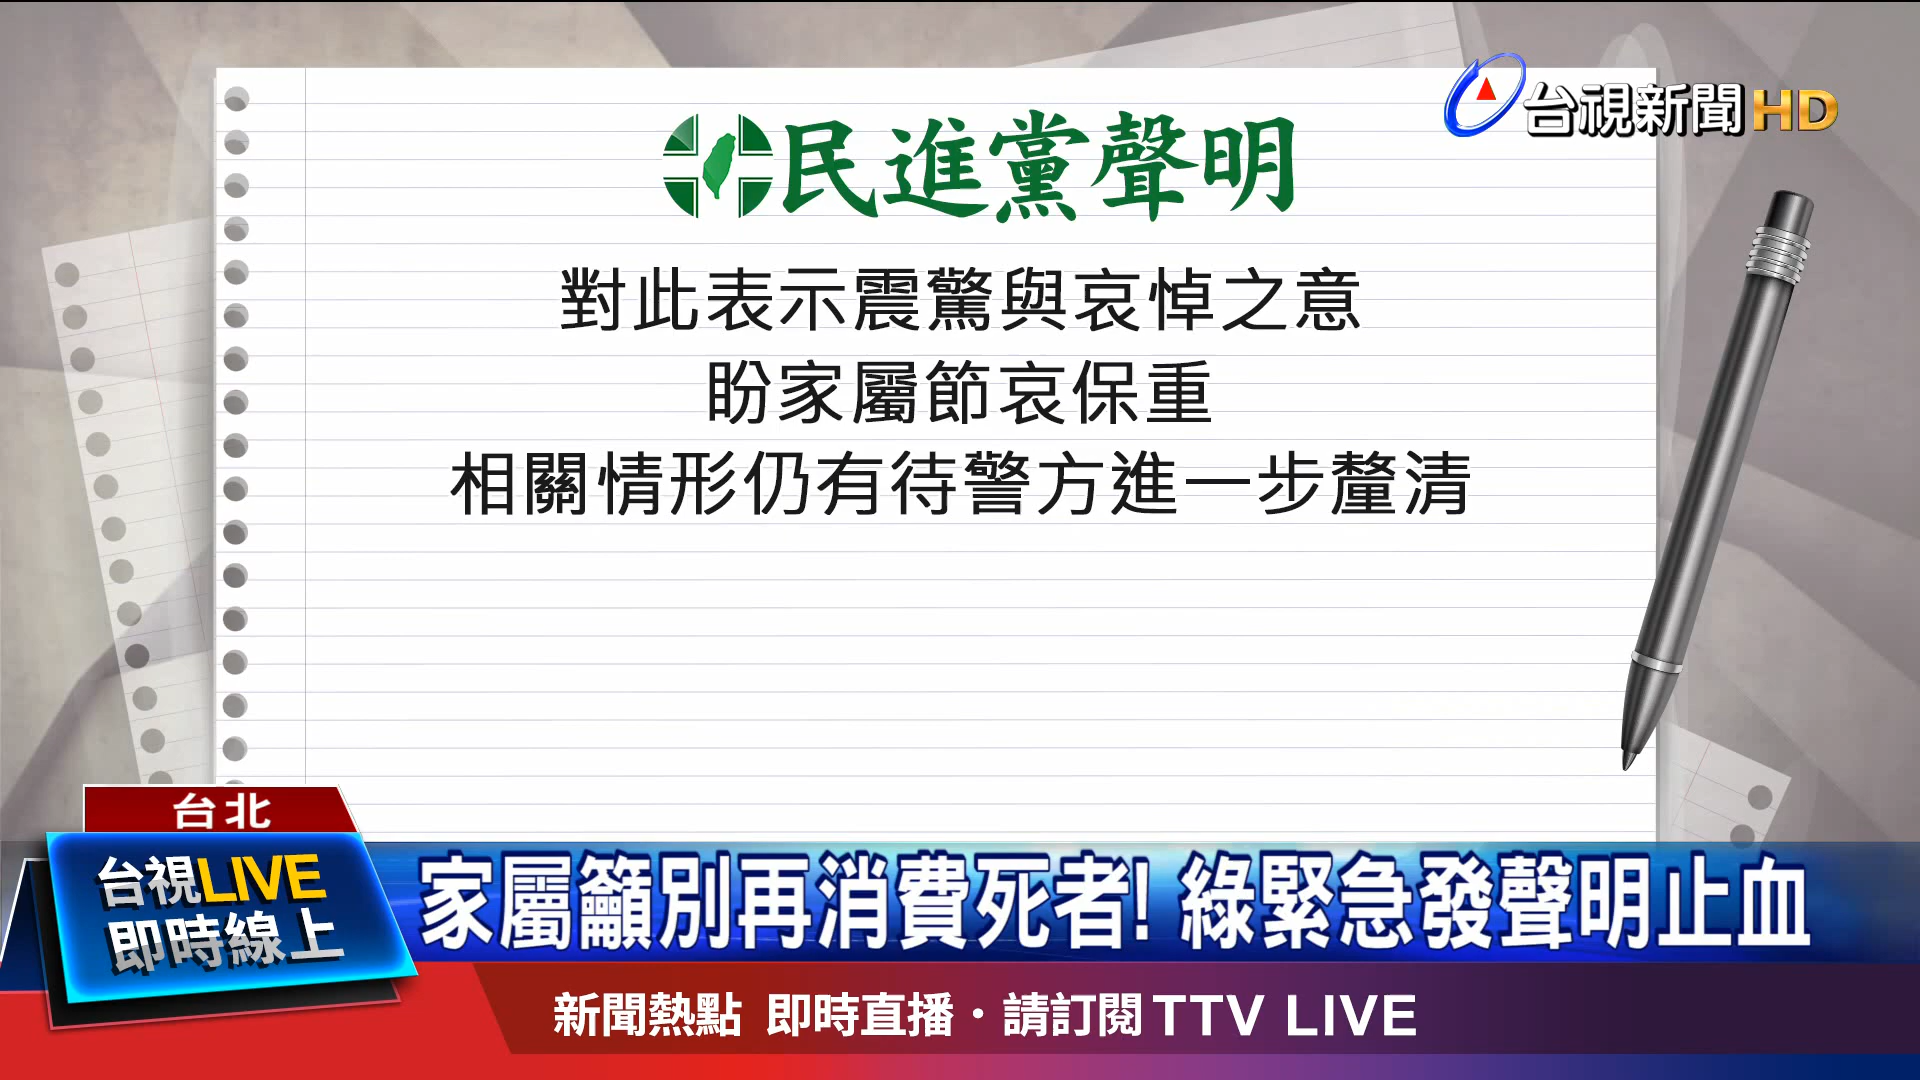 台視新聞HD
民進黨聲明
對此表示震驚與哀悼之意
盼家屬節哀保重
相關情形仍有待警方進一步釐清
台北
台視LIVE
即時線上
家屬籲別再消費死者! 綠緊急發聲明止血
新聞熱點 即時直播・請訂閱TTV LIVE